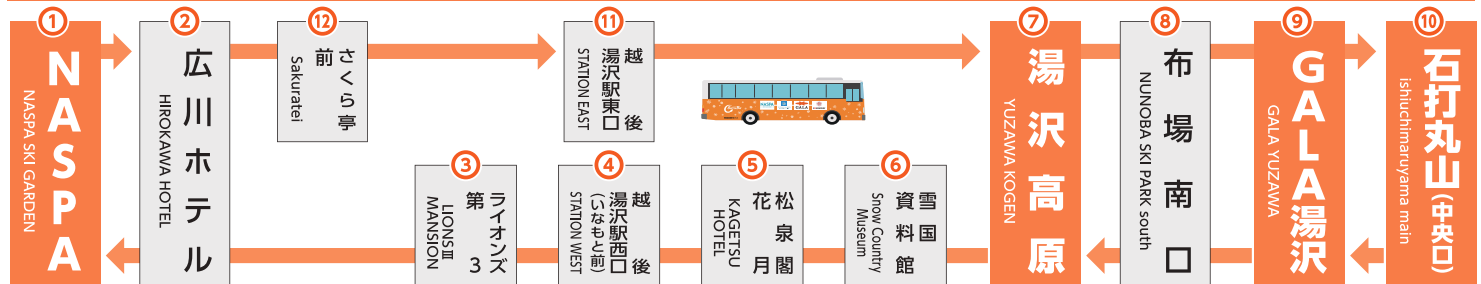 ①
NASPA
NASPA SKI GARDEN
②
広川ホテル
HIROKAWA HOTEL
⑫
さくら亭
前
Sakuratei
⑪
越後
湯沢駅東口
STATION EAST
③
ライオンズ
第3
LIONSⅢ
MANSION
④
越後
湯沢駅西口
(いなもと前)
STATION WEST
⑤
松泉閣
花月
KAGETSU
HOTEL
⑥
雪国
資料館
Snow Country
Museum
⑦
湯沢高原
YUZAWA KOGEN
⑧
布場南口
NUNOBA SKI PARK south
⑨
GALA湯沢
GALA YUZAWA
⑩
石打丸山(中央口)
ishiuchimaruyama main